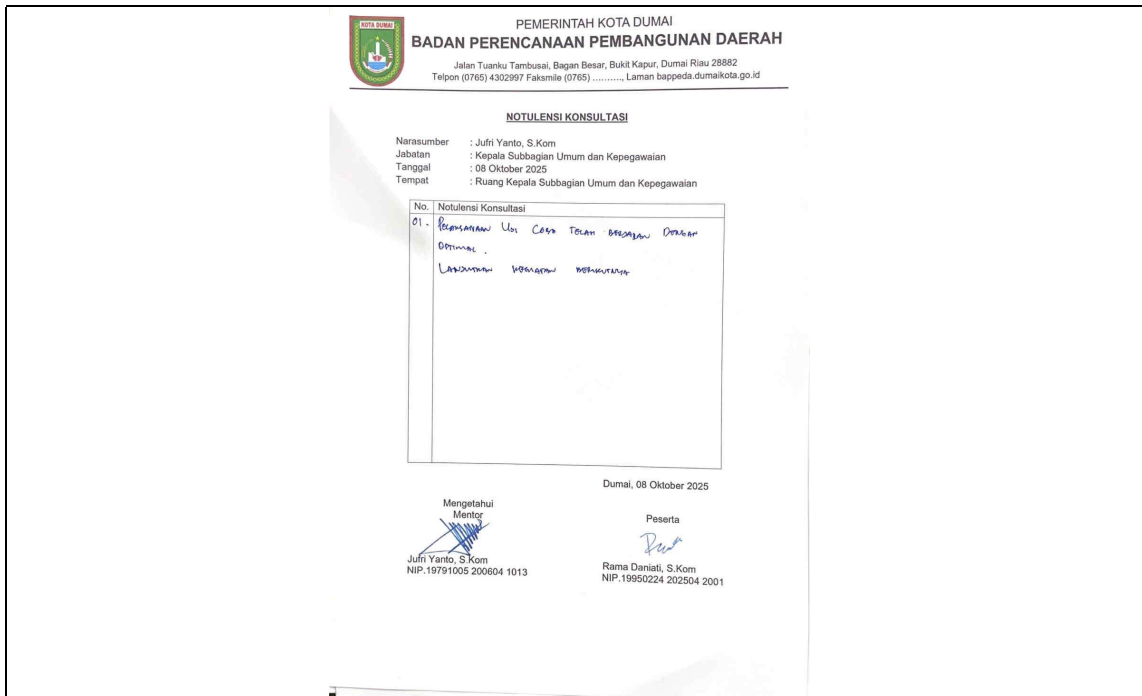 KOTA DUMAI
PEMERINTAH KOTA DUMAI
BADAN PERENCANAAN PEMBANGUNAN DAERAH
Jalan Tuanku Tambusai, Bagan Besar, Bukit Kapur, Dumai Riau 28882
Telpon (0765) 4302997 Faksmile (0765) .........., Laman bappeda.dumaikota.go.id
NOTULENSI KONSULTASI
Narasumber : Jufri Yanto, S.Kom
Jabatan : Kepala Subbagian Umum dan Kepegawaian
Tanggal : 08 Oktober 2025
Tempat : Ruang Kepala Subbagian Umum dan Kepegawaian
No. Notulensi Konsultasi
01. PELAKSANAAN UJI COBA TELAH BERJALAN DENGAN
OPTIMAL.
LANJUTKAN KEGIATAN BERIKUTNYA
Dumai, 08 Oktober 2025
Mengetahui
Mentor
Peserta
Jufri Yanto, S.Kom
NIP.19791005 200604 1013
Rama Daniati, S.Kom
NIP.19950224 202504 2001